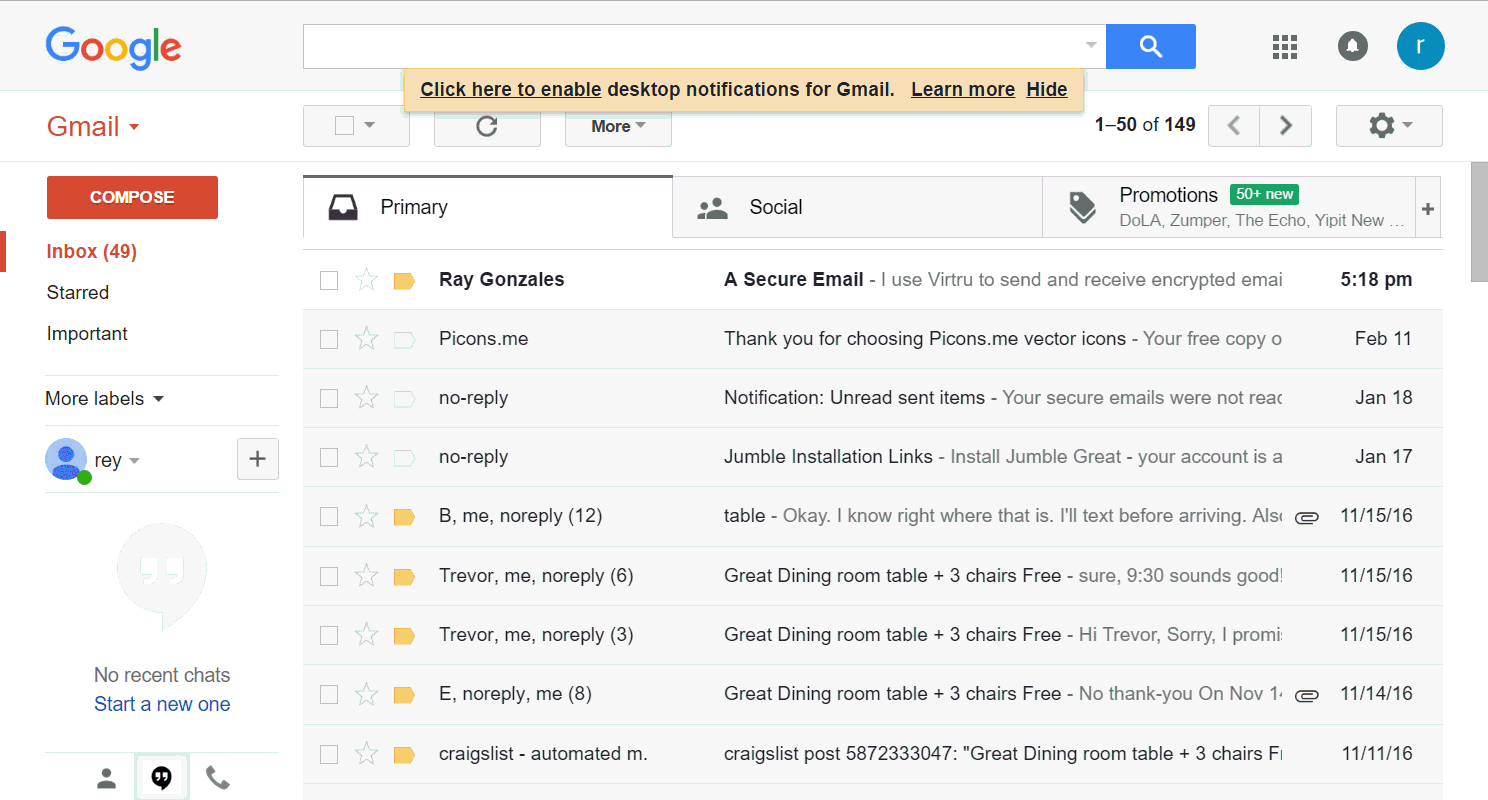 Google
r
Click here to enable desktop notifications for Gmail. Learn more Hide
Gmail
More
1–50 of 149
COMPOSE
Primary
Social
Promotions 50+ new
DoLA, Zumper, The Echo, Yipit New ...
Inbox (49)
Starred
Important
More labels
rey
No recent chats
Start a new one
Ray Gonzales A Secure Email - I use Virtru to send and receive encrypted emai 5:18 pm
Picons.me Thank you for choosing Picons.me vector icons - Your free copy o Feb 11
no-reply Notification: Unread sent items - Your secure emails were not Jan 18
no-reply Jumble Installation Links - Install Jumble Great - your account is a Jan 17
B, me, noreply (12) table - Okay. I know right where that is. I'll text before arriving. Also 11/15/16
Trevor, me, noreply (6) Great Dining room table + 3 chairs Free - sure, 9:30 sounds good! 11/15/16
Trevor, me, noreply (3) Great Dining room table + 3 chairs Free - Hi Trevor, Sorry, I promi 11/15/16
E, noreply, me (8) Great Dining room table + 3 chairs Free - No thank-you On Nov 14 11/14/16
craigslist - automated m. craigslist post 5872333047: "Great Dining room table + 3 chairs 11/11/16